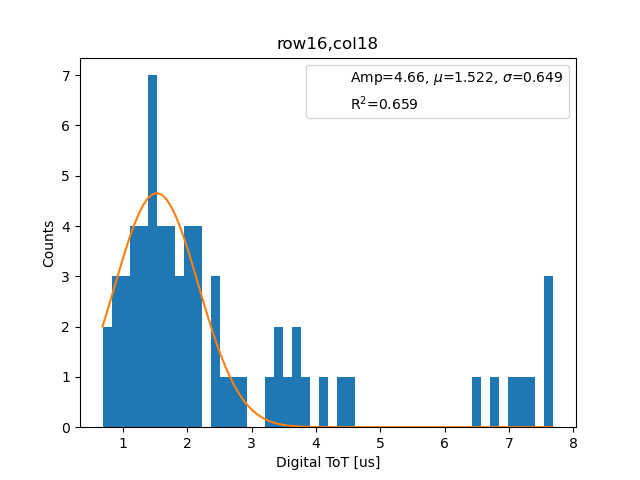 row16,col18
Amp=4.66, μ=1.522, σ=0.649
R²=0.659
7
6
5
4
3
2
1
0
Counts
1 2 3 4 5 6 7 8
Digital ToT [us]